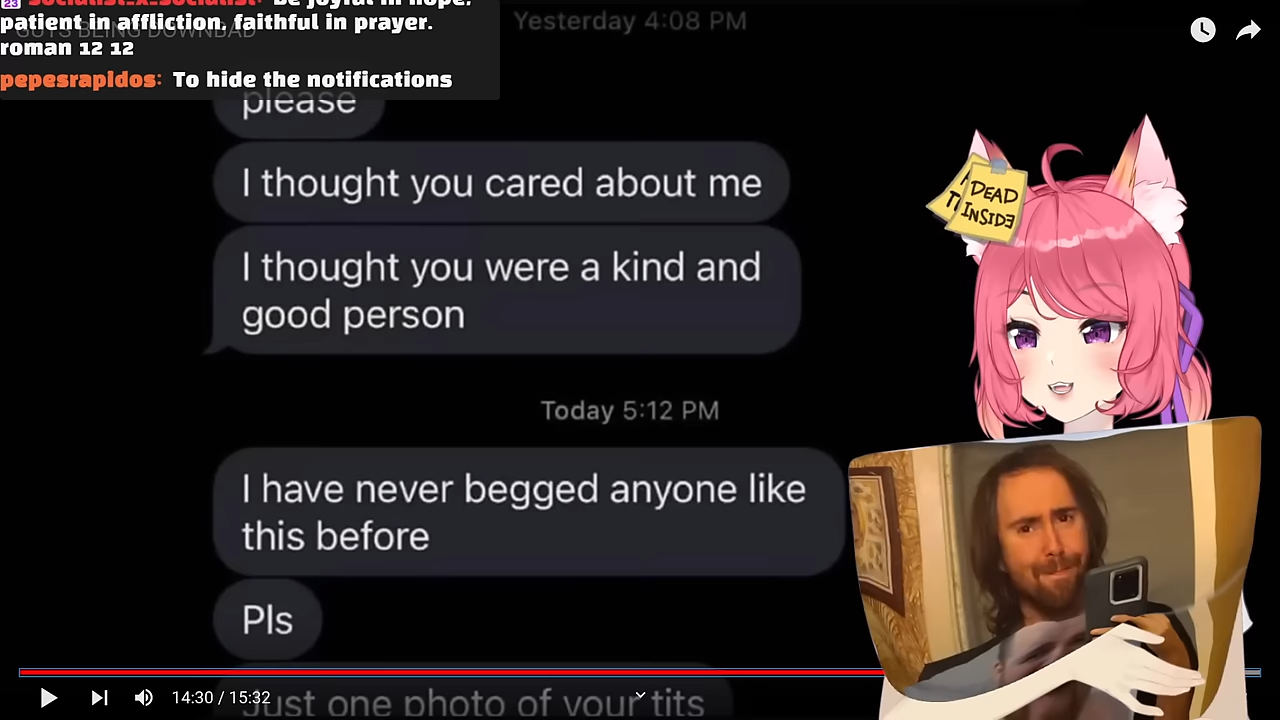 socialist_x_socialist: Be joyful in hope,
patient in affliction, faithful in prayer.
roman 12 12
pepesrapidos: To hide the notifications
GUYS BEING DOWNBAD
Yesterday 4:08 PM
please
I thought you cared about me
I thought you were a kind and
good person
Today 5:12 PM
I have never begged anyone like
this before
Pls
Just one photo of your tits
14:30 / 15:32
DEAD
INSIDE